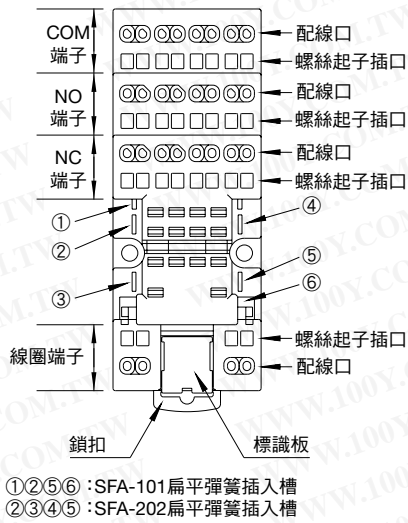 COM
端子
配線口
螺絲起子插口
NO
端子
配線口
螺絲起子插口
NC
端子
配線口
螺絲起子插口
①
④
②
⑤
③
⑥
線圈端子
螺絲起子插口
配線口
鎖扣
標識板
①②⑤⑥：SFA-101扁平彈簧插入槽
②③④⑤：SFA-202扁平彈簧插入槽
WWW.100Y.COM.TW